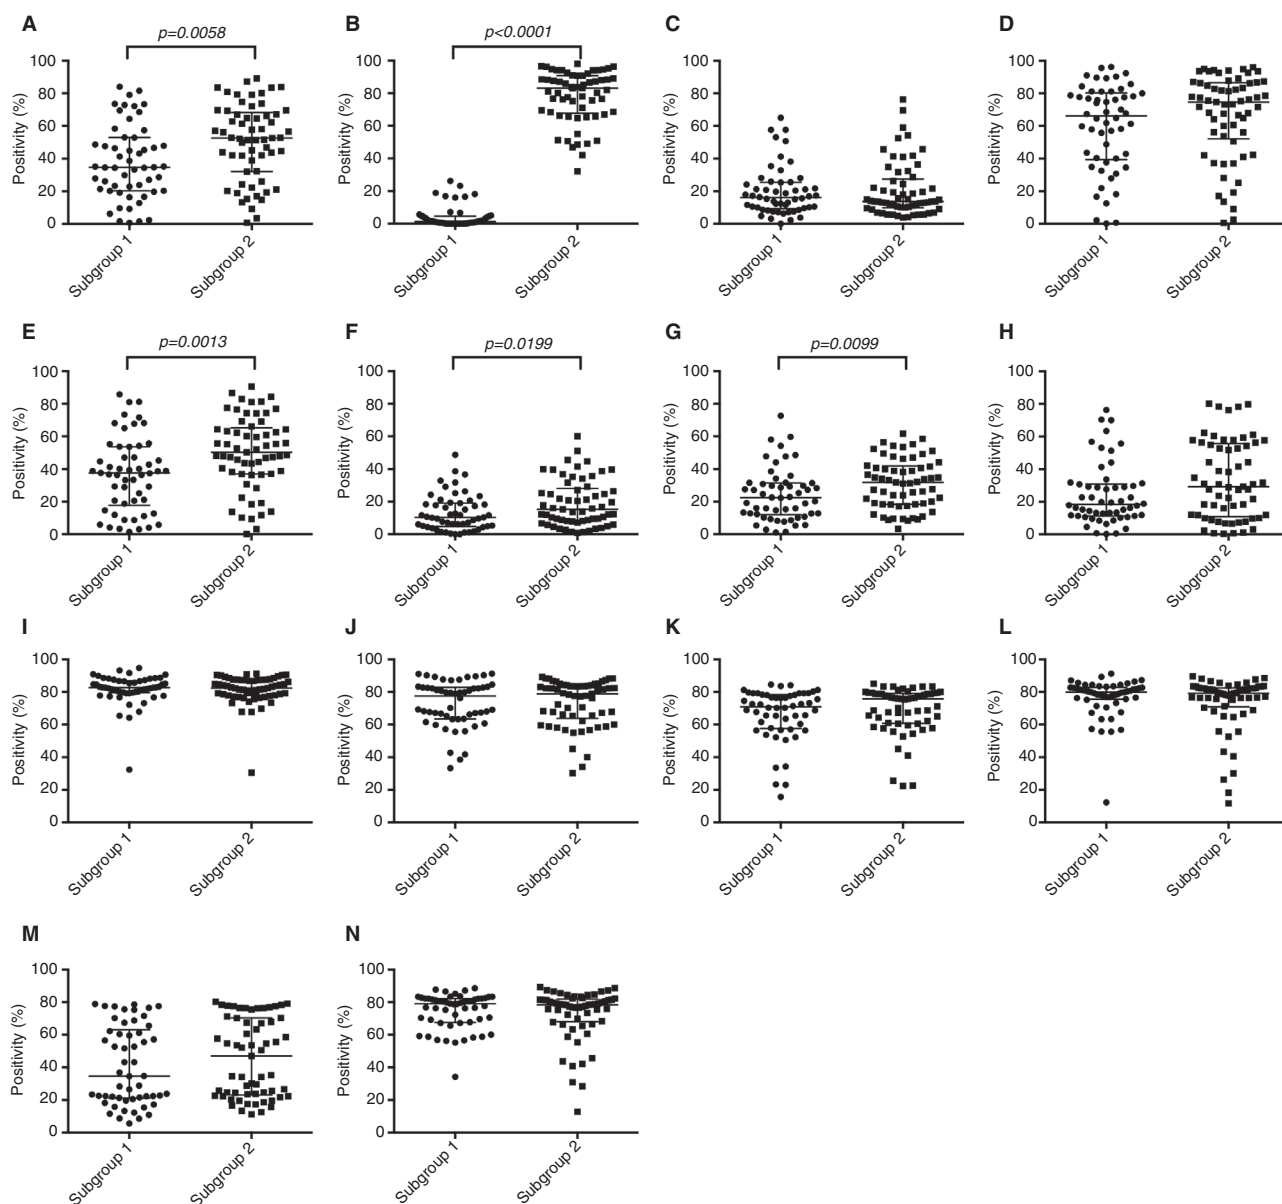 A B C D
p=0.0058 p<0.0001
Positivity (%) Positivity (%) Positivity (%) Positivity (%)
100 100 100 100
80 80 80 80
60 60 60 60
40 40 40 40
20 20 20 20
0 0 0 0
Subgroup 1 Subgroup 2 Subgroup 1 Subgroup 2 Subgroup 1 Subgroup 2 Subgroup 1 Subgroup 2
E F G H
p=0.0013 p=0.0199 p=0.0099
Positivity (%) Positivity (%) Positivity (%) Positivity (%)
100 100 100 100
80 80 80 80
60 60 60 60
40 40 40 40
20 20 20 20
0 0 0 0
Subgroup 1 Subgroup 2 Subgroup 1 Subgroup 2 Subgroup 1 Subgroup 2 Subgroup 1 Subgroup 2
I J K L
Positivity (%) Positivity (%) Positivity (%) Positivity (%)
100 100 100 100
80 80 80 80
60 60 60 60
40 40 40 40
20 20 20 20
0 0 0 0
Subgroup 1 Subgroup 2 Subgroup 1 Subgroup 2 Subgroup 1 Subgroup 2 Subgroup 1 Subgroup 2
M N
Positivity (%) Positivity (%)
100 100
80 80
60 60
40 40
20 20
0 0
Subgroup 1 Subgroup 2 Subgroup 1 Subgroup 2